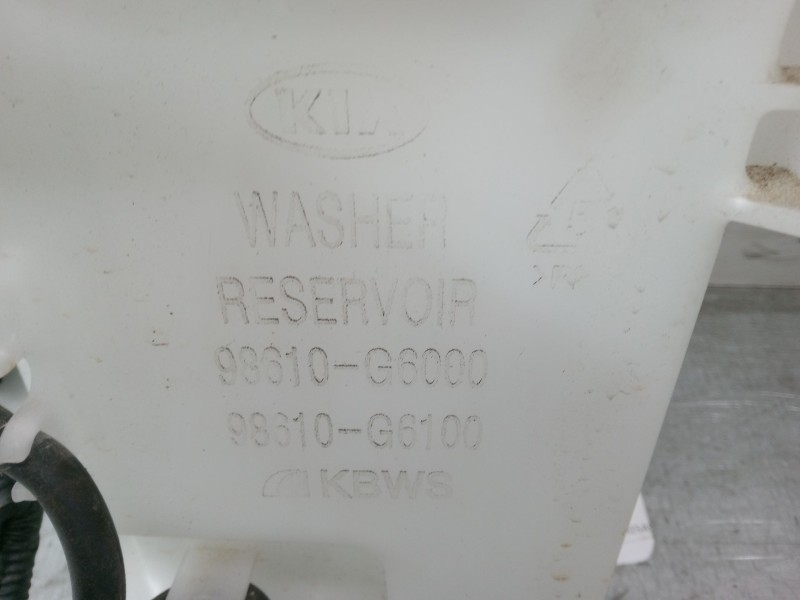 KIA
WASHER
RESERVOIR
98610-G6000
98610-G6100
KBWS